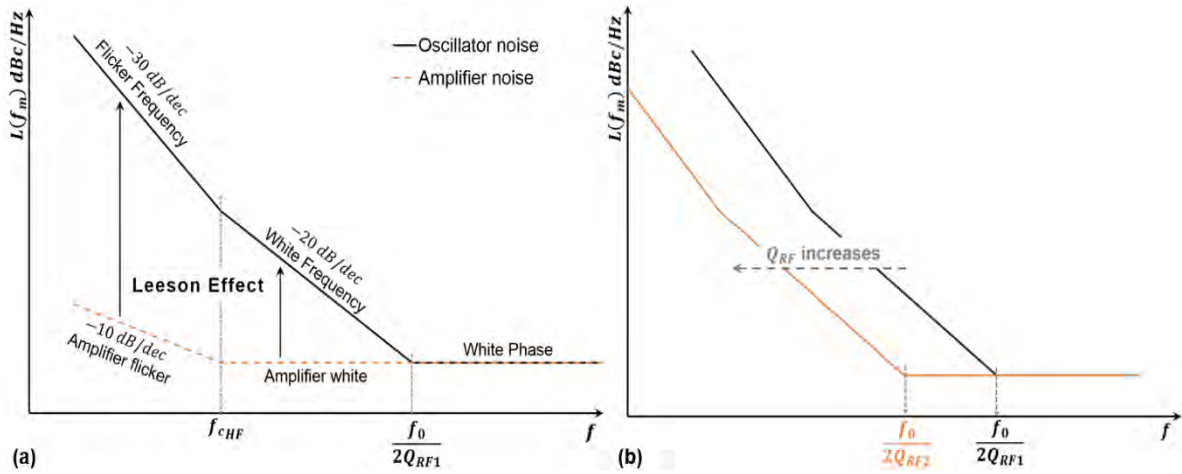 L(f_m) dBc/Hz
−30 dB/dec
Flicker Frequency
Oscillator noise
Amplifier noise
−20 dB/dec
White Frequency
Leeson Effect
−10 dB/dec
Amplifier flicker
Amplifier white
White Phase
f_cHF
f_0
2Q_RF1
f
(a)
L(f_m) dBc/Hz
Q_RF increases
f_0
2Q_RF2
f_0
2Q_RF1
f
(b)